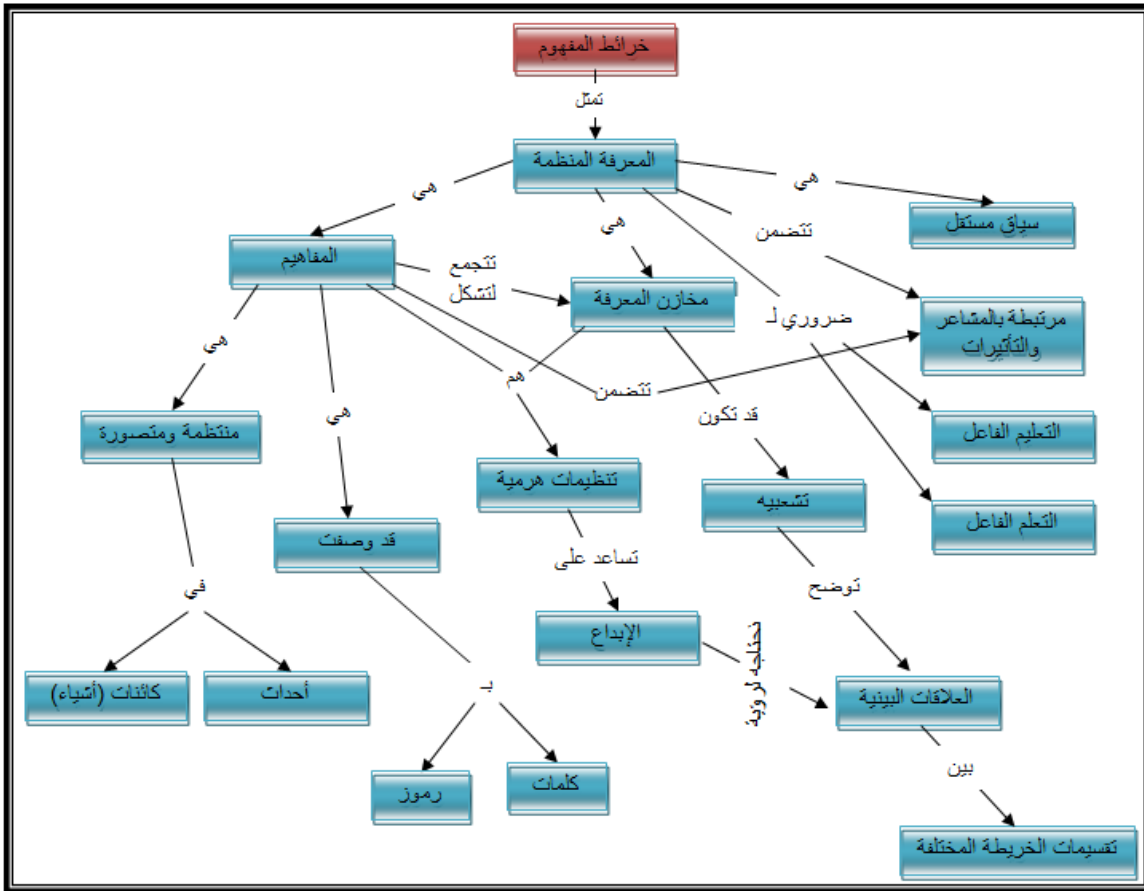 خرائط المفهوم
تمثل
المعرفة المنظمة
هي
هي
هي
سياق مستقل
تتضمن
المفاهيم
تتجمع
لتشكل
مخازن المعرفة
ضروري لـ
مرتبطة بالمشاعر
والتأثيرات
هي
هي
هم
تتضمن
قد تكون
منتظمة ومتصورة
التعليم الفاعل
تنظيمات هرمية
تشعبيه
التعلم الفاعل
قد وصفت
تساعد على
توضح
في
الإبداع
نحتاجه لرؤية
كائنات (أشياء)
أحداث
العلاقات البينية
بـ
بين
رموز
كلمات
تقسيمات الخريطة المختلفة